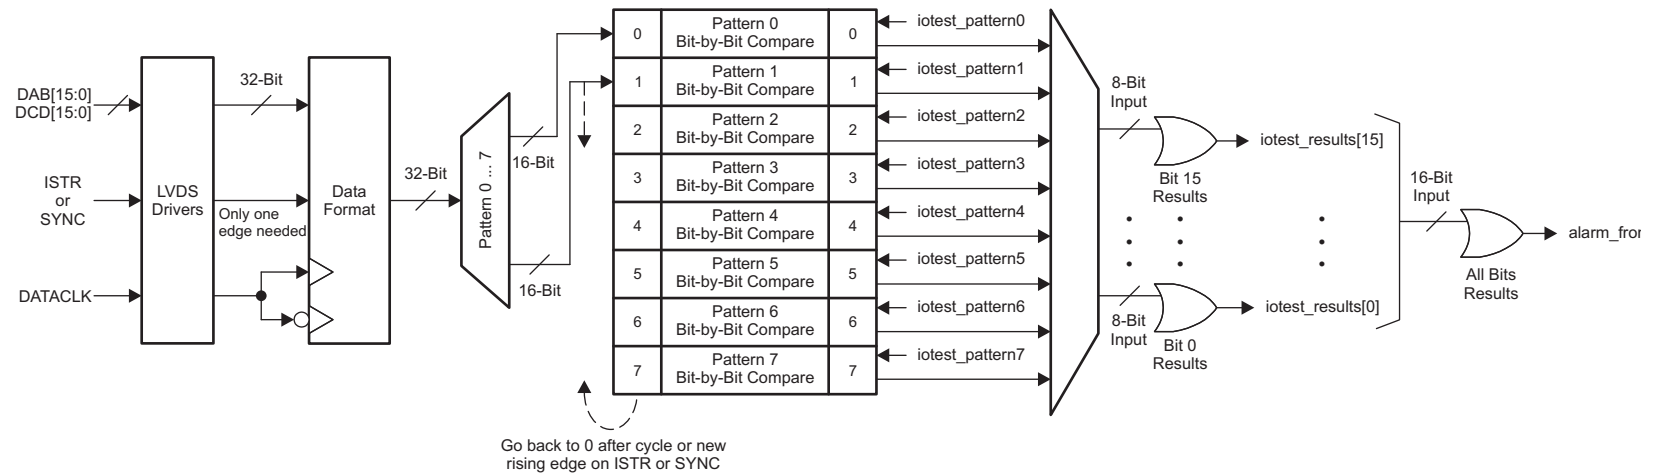 DAB[15:0]
DCD[15:0]
ISTR
or
SYNC
DATACLK
LVDS
Drivers
32-Bit
Only one
edge needed
Data
Format
32-Bit
Pattern 0 ... 7
16-Bit
16-Bit
0 Pattern 0 Bit-by-Bit Compare 0
1 Pattern 1 Bit-by-Bit Compare 1
2 Pattern 2 Bit-by-Bit Compare 2
3 Pattern 3 Bit-by-Bit Compare 3
4 Pattern 4 Bit-by-Bit Compare 4
5 Pattern 5 Bit-by-Bit Compare 5
6 Pattern 6 Bit-by-Bit Compare 6
7 Pattern 7 Bit-by-Bit Compare 7
Go back to 0 after cycle or new
rising edge on ISTR or SYNC
iotest_pattern0
iotest_pattern1
iotest_pattern2
iotest_pattern3
iotest_pattern4
iotest_pattern5
iotest_pattern6
iotest_pattern7
8-Bit
Input
Bit 15
Results
iotest_results[15]
8-Bit
Input
Bit 0
Results
iotest_results[0]
16-Bit
Input
All Bits
Results